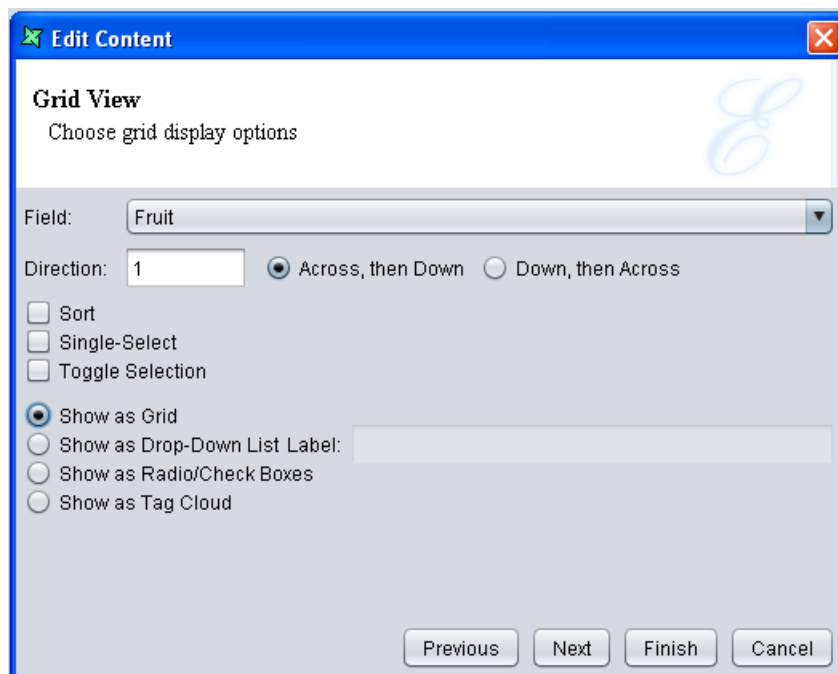 Edit Content
Grid View
Choose grid display options
Field: Fruit
Direction: 1 Across, then Down Down, then Across
Sort
Single-Select
Toggle Selection
Show as Grid
Show as Drop-Down List Label:
Show as Radio/Check Boxes
Show as Tag Cloud
Previous Next Finish Cancel